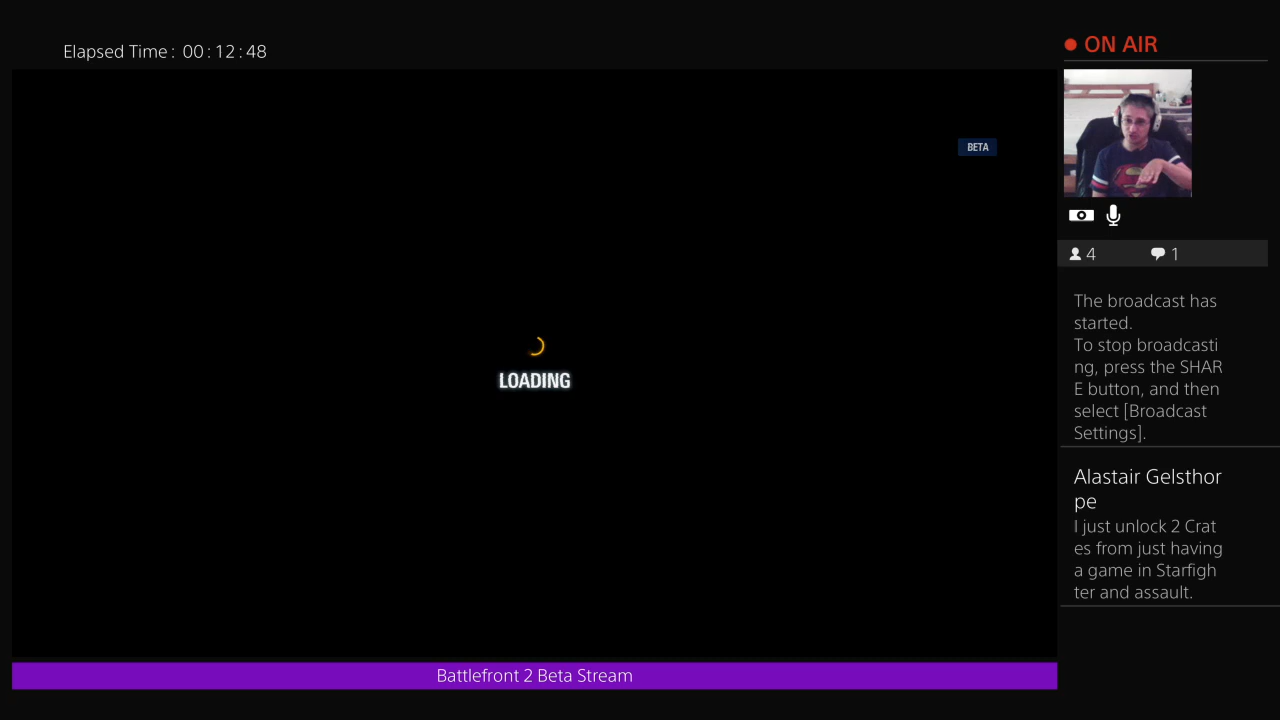 Elapsed Time : 00 : 12 : 48
ON AIR
BETA
4
1
LOADING
The broadcast has
started.
To stop broadcasti
ng, press the SHAR
E button, and then
select [Broadcast
Settings].
Alastair Gelsthor
pe
I just unlock 2 Crat
es from just having
a game in Starfigh
ter and assault.
Battlefront 2 Beta Stream